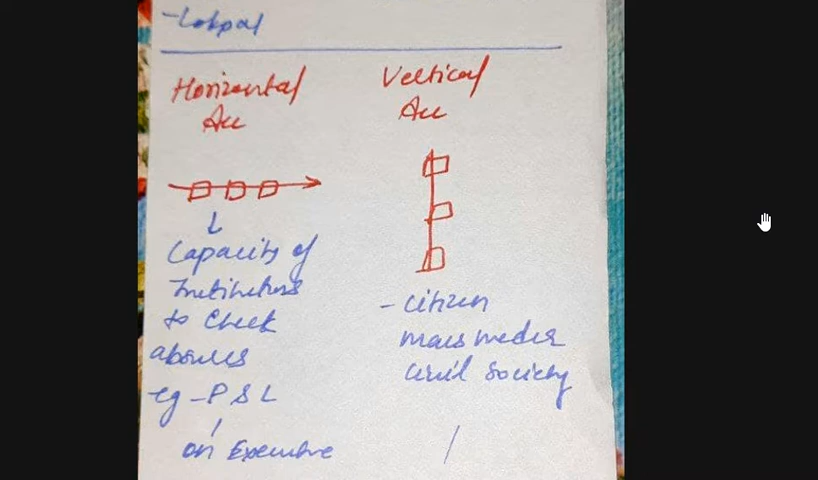 -Lokpal
Horizontal
Acc
Vertical
Acc
Capacity of
Institutions
to Check
abuses
eg - P S L
on Executive
- citizen
mass media
civil society